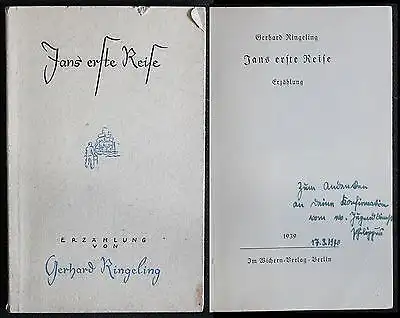 Jans erste Reise
ERZÄHLUNG
VON
Gerhard Ringeling
Gerhard Ringeling
Jans erste Reise
Erzählung
Zum Andenken
an deine Konfirmation
vom
1939
17.3.
Im Wichern-Verlag-Berlin